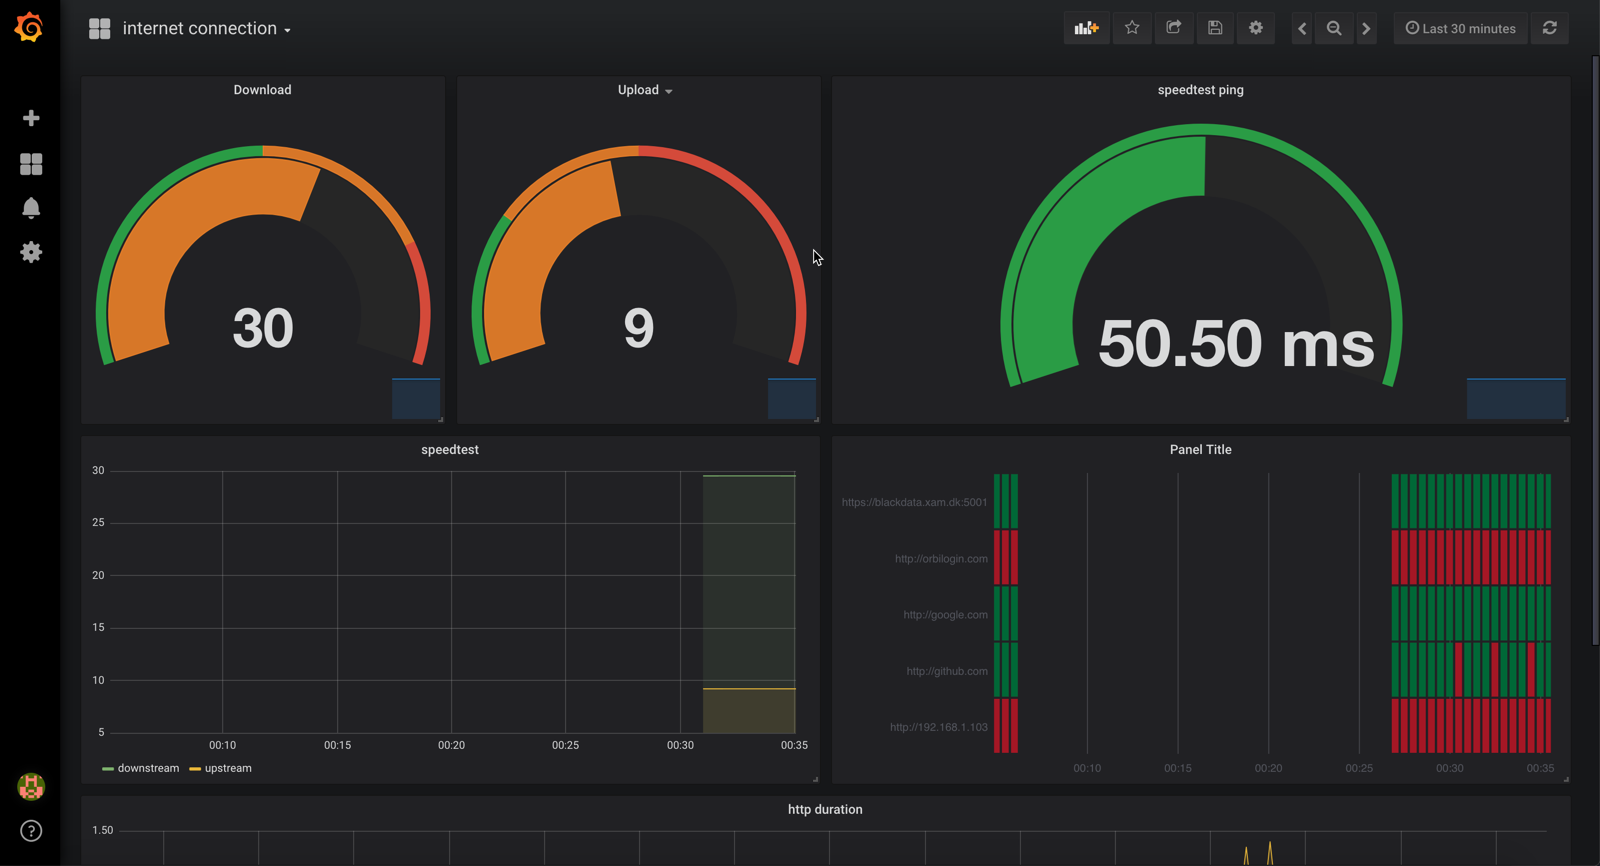 internet connection
Last 30 minutes
Download
30
Upload
9
speedtest ping
50.50 ms
speedtest
30
25
20
15
10
5
00:10 00:15 00:20 00:25 00:30 00:35
downstream upstream
Panel Title
https://blackdata.xam.dk:5001
http://orbilogin.com
http://google.com
http://github.com
http://192.168.1.103
00:10 00:15 00:20 00:25 00:30 00:35
http duration
1.50